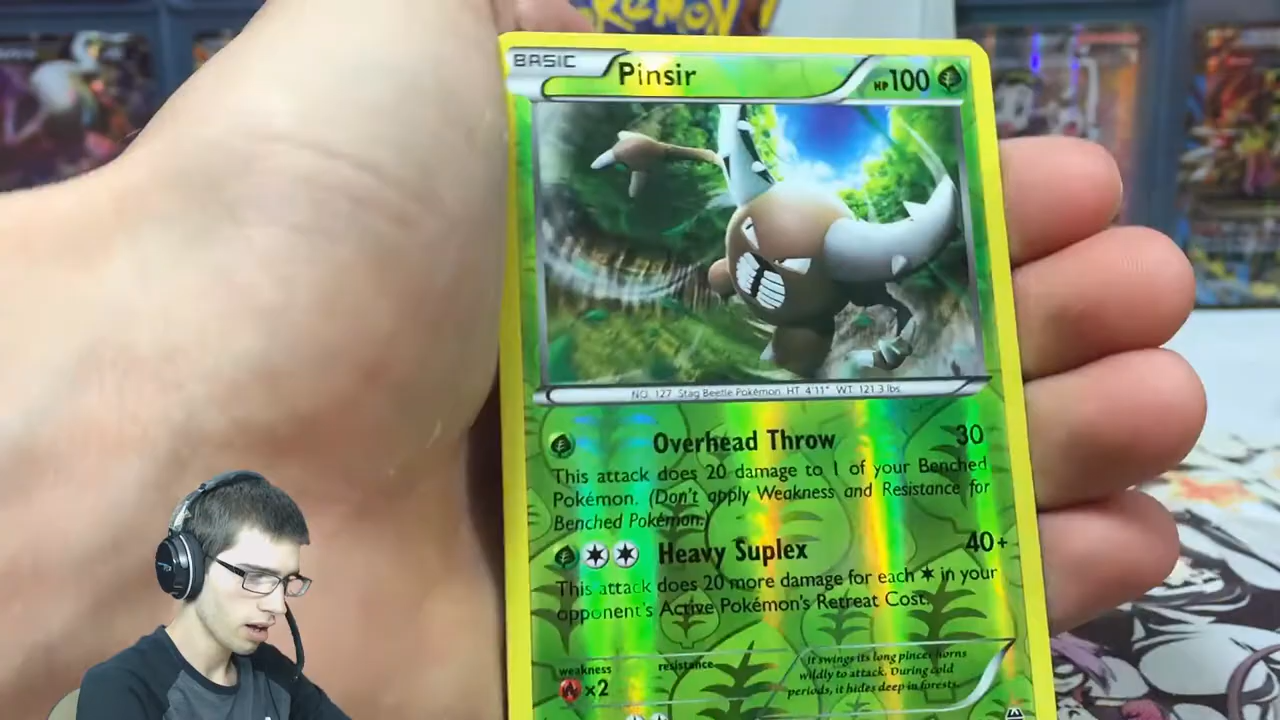 Pokémon
BASIC Pinsir HP 100
NO. 127 Stag Beetle Pokémon HT 4'11" WT 121.3 lbs.
Overhead Throw 30
This attack does 20 damage to 1 of your Benched
Pokémon. (Don't apply Weakness and Resistance for
Benched Pokémon.)
Heavy Suplex 40+
This attack does 20 more damage for each in your
opponent's Active Pokémon's Retreat Cost.
weakness resistance
×2
It swings its long pincer horns
wildly to attack. During cold
periods, it hides deep in forests.